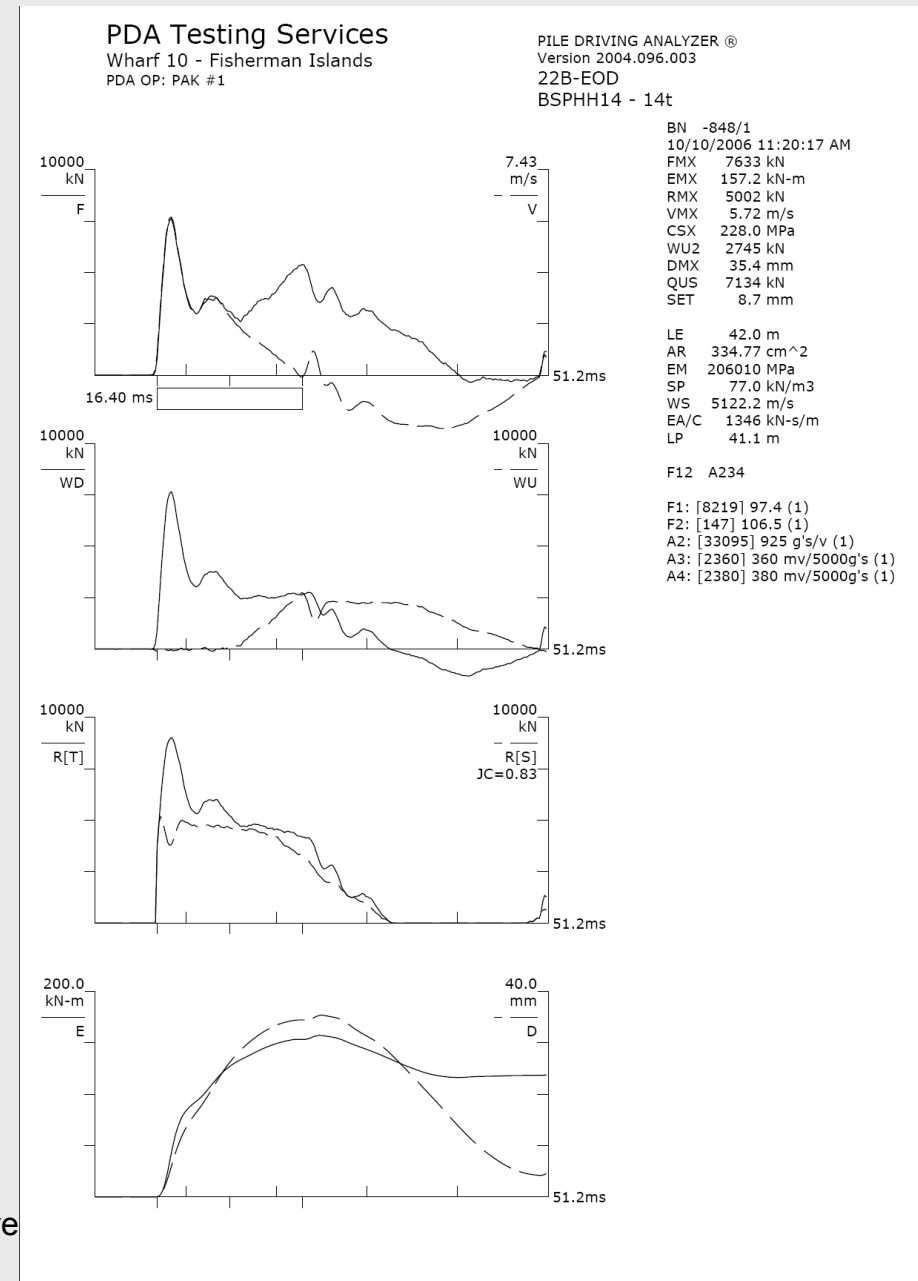 PDA Testing Services
Wharf 10 - Fisherman Islands
PDA OP: PAK #1
PILE DRIVING ANALYZER ®
Version 2004.096.003
22B-EOD
BSPHH14 - 14t
BN -848/1
10/10/2006 11:20:17 AM
FMX 7633 kN
EMX 157.2 kN-m
RMX 5002 kN
VMX 5.72 m/s
CSX 228.0 MPa
WU2 2745 kN
DMX 35.4 mm
QUS 7134 kN
SET 8.7 mm
LE 42.0 m
AR 334.77 cm^2
EM 206010 MPa
SP 77.0 kN/m3
WS 5122.2 m/s
EA/C 1346 kN-s/m
LP 41.1 m
F12 A234
F1: [8219] 97.4 (1)
F2: [147] 106.5 (1)
A2: [33095] 925 g's/v (1)
A3: [2360] 360 mv/5000g's (1)
A4: [2380] 380 mv/5000g's (1)
10000
kN
F
7.43
m/s
V
51.2ms
16.40 ms
10000
kN
WD
10000
kN
WU
51.2ms
10000
kN
R[T]
10000
kN
R[S]
JC=0.83
51.2ms
200.0
kN-m
E
40.0
mm
D
51.2ms